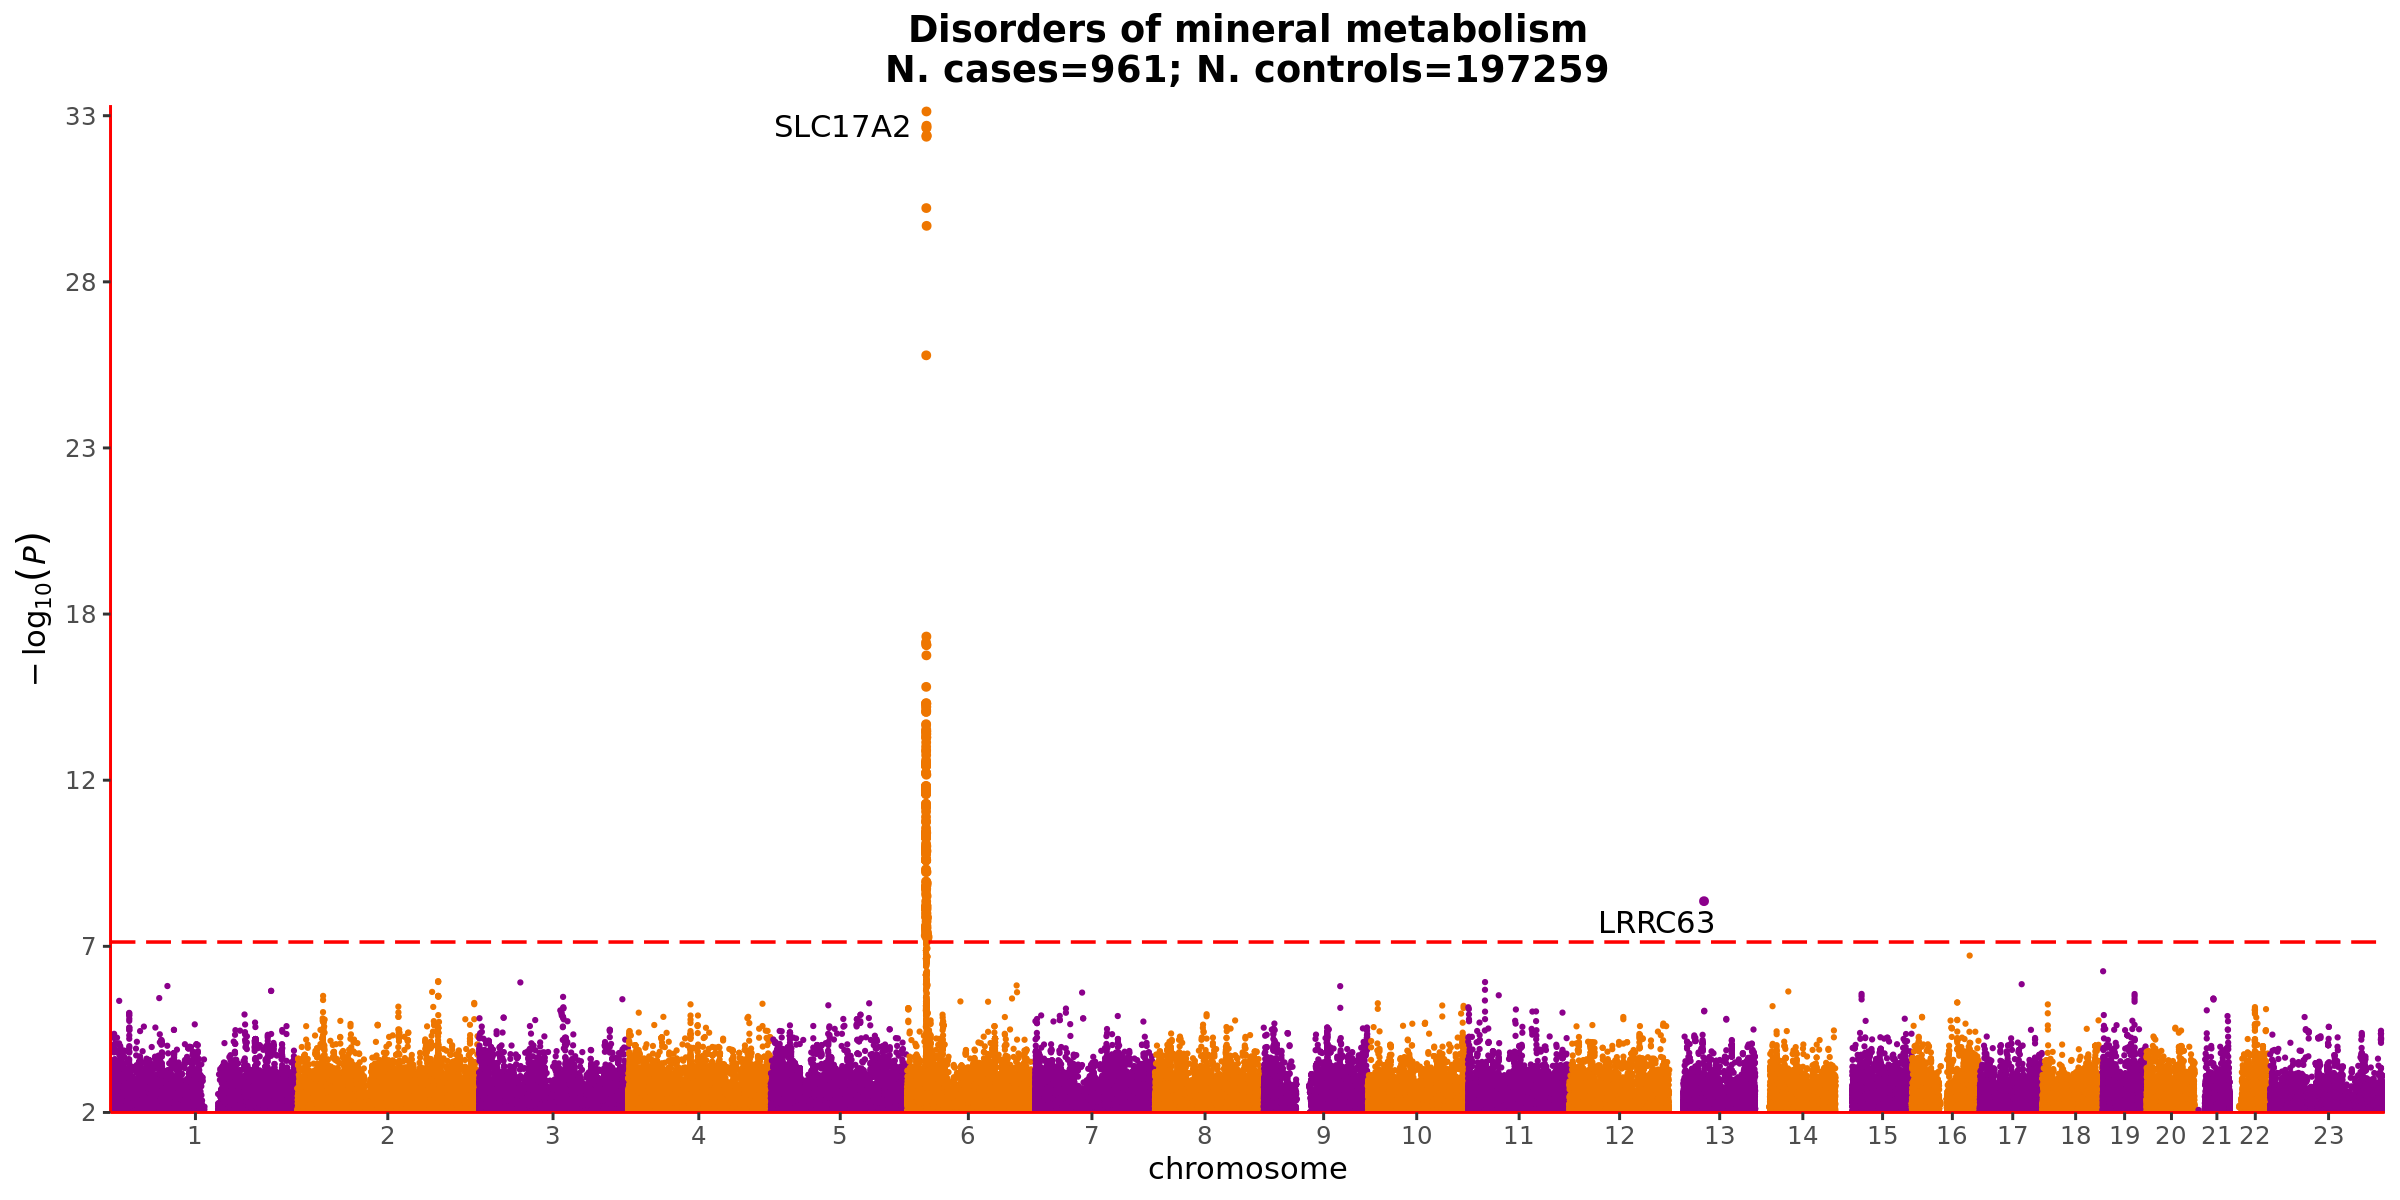 Disorders of mineral metabolism
N. cases=961; N. controls=197259
33
SLC17A2
28
23
18
12
LRRC63
7
2
− log10(P)
1 2 3 4 5 6 7 8 9 10 11 12 13 14 15 16 17 18 19 20 21 22 23
chromosome